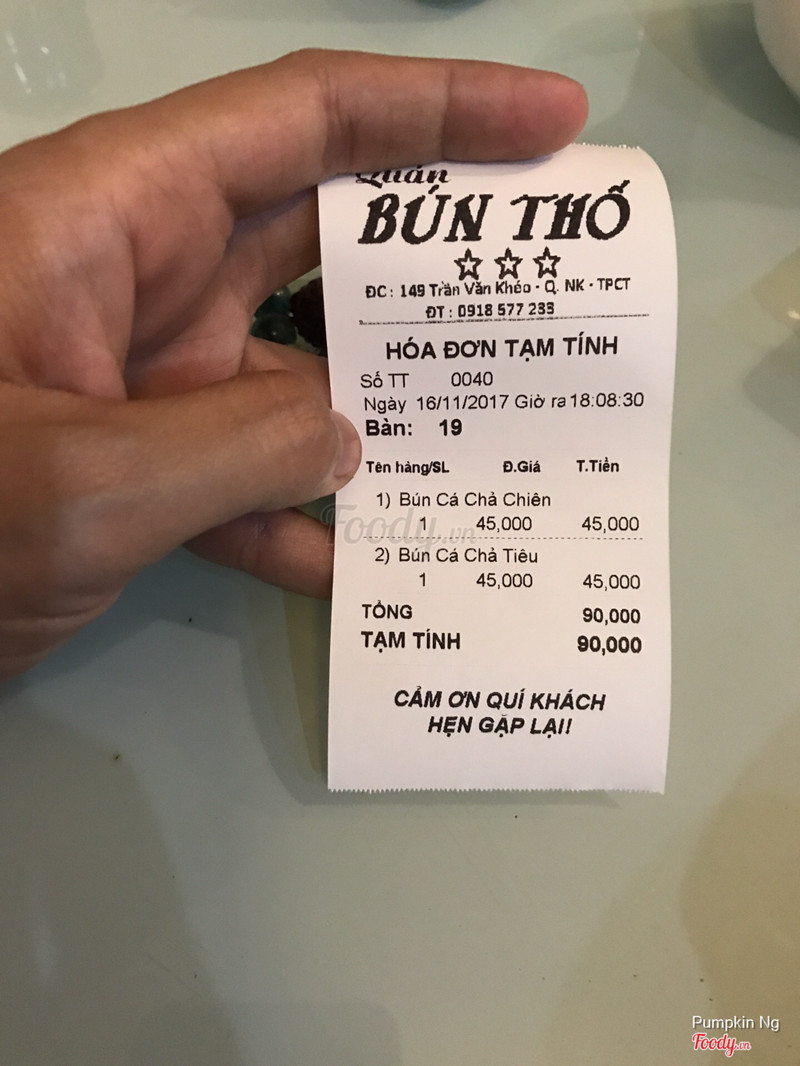 Quán
BÚN THỐ
ĐC : 149 Trần Văn Khéo - Q. NK - TPCT
ĐT : 0918 577 233
HÓA ĐƠN TẠM TÍNH
Số TT 0040
Ngày 16/11/2017 Giờ ra 18:08:30
Bàn: 19
Tên hàng/SL Đ.Giá T.Tiền
1) Bún Cá Chả Chiên
1 45,000 45,000
2) Bún Cá Chả Tiêu
1 45,000 45,000
TỔNG 90,000
TẠM TÍNH 90,000
CẢM ƠN QUÍ KHÁCH
HẸN GẶP LẠI!
Foody.vn
Pumpkin Ng
Foody.vn